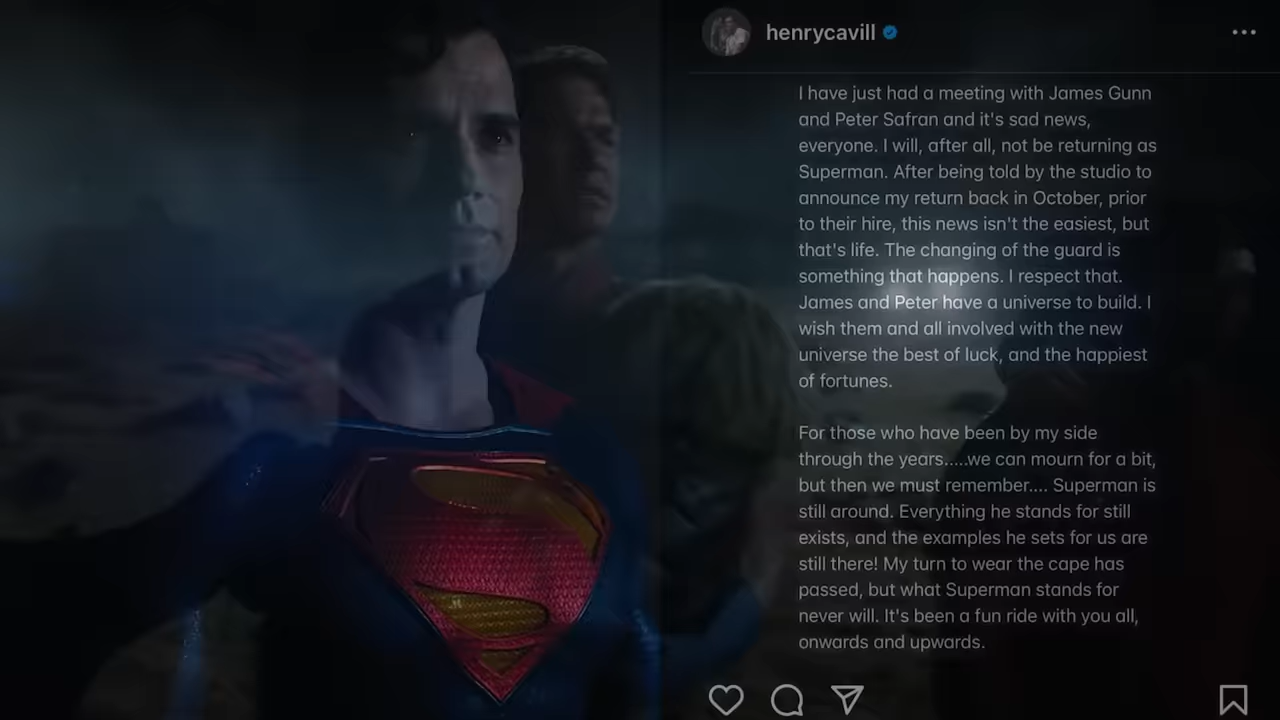 henrycavill
I have just had a meeting with James Gunn
and Peter Safran and it's sad news,
everyone. I will, after all, not be returning as
Superman. After being told by the studio to
announce my return back in October, prior
to their hire, this news isn't the easiest, but
that's life. The changing of the guard is
something that happens. I respect that.
James and Peter have a universe to build. I
wish them and all involved with the new
universe the best of luck, and the happiest
of fortunes.
For those who have been by my side
through the years.....we can mourn for a bit,
but then we must remember.... Superman is
still around. Everything he stands for still
exists, and the examples he sets for us are
still there! My turn to wear the cape has
passed, but what Superman stands for
never will. It's been a fun ride with you all,
onwards and upwards.